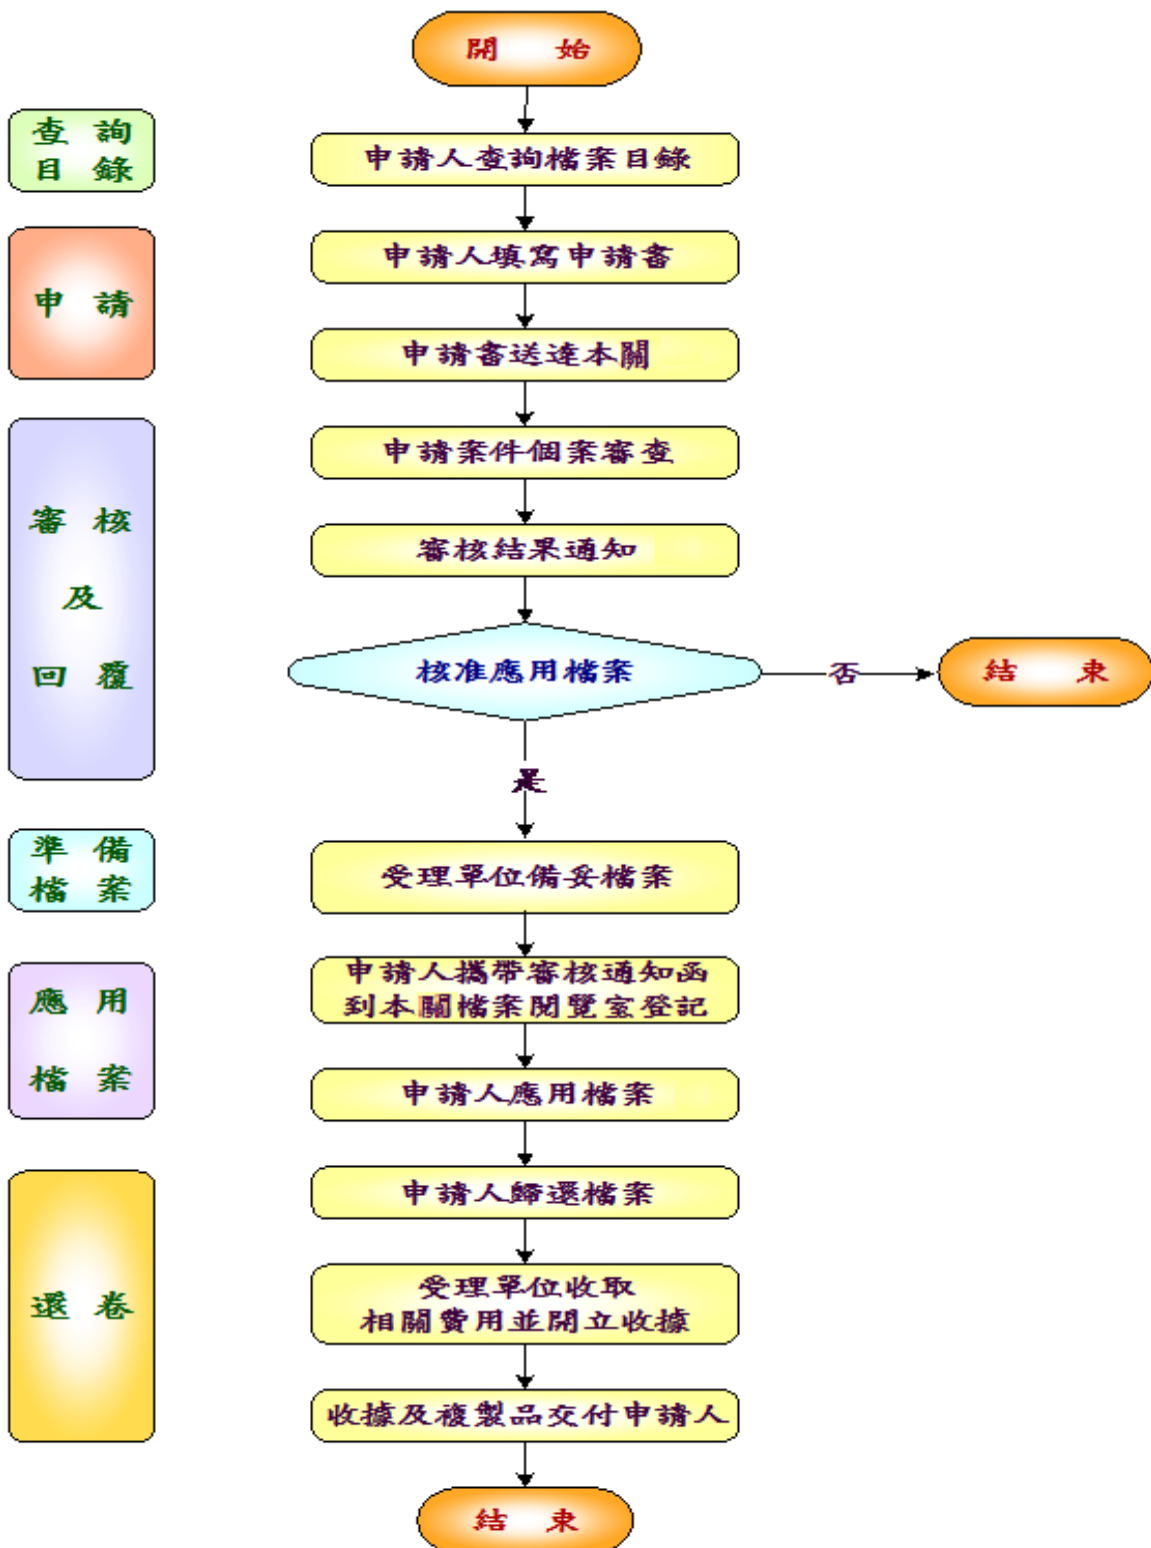 開 始
查 詢
目 錄
申請人查詢檔案目錄
申 請
申請人填寫申請書
申請書送達本關
審 核
及
回 覆
申請案件個案審查
審核結果通知
核准應用檔案
否
結 束
是
準 備
檔 案
受理單位備妥檔案
應 用
檔 案
申請人攜帶審核通知函
到本關檔案閱覽室登記
申請人應用檔案
還 卷
申請人歸還檔案
受理單位收取
相關費用並開立收據
收據及複製品交付申請人
結 束